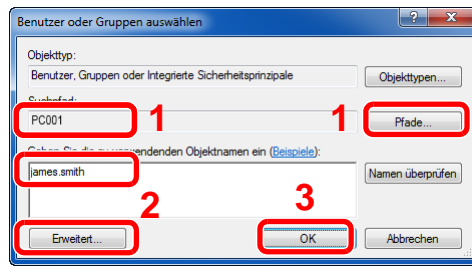 Benutzer oder Gruppen auswählen
Objekttyp:
Benutzer, Gruppen oder Integrierte Sicherheitsprinzipale
Objekttypen...
Suchpfad:
PC001
1
1
Pfade...
Geben Sie die zu verwendenden Objektnamen ein (Beispiele):
james.smith
Namen überprüfen
2
3
Erweitert...
OK
Abbrechen